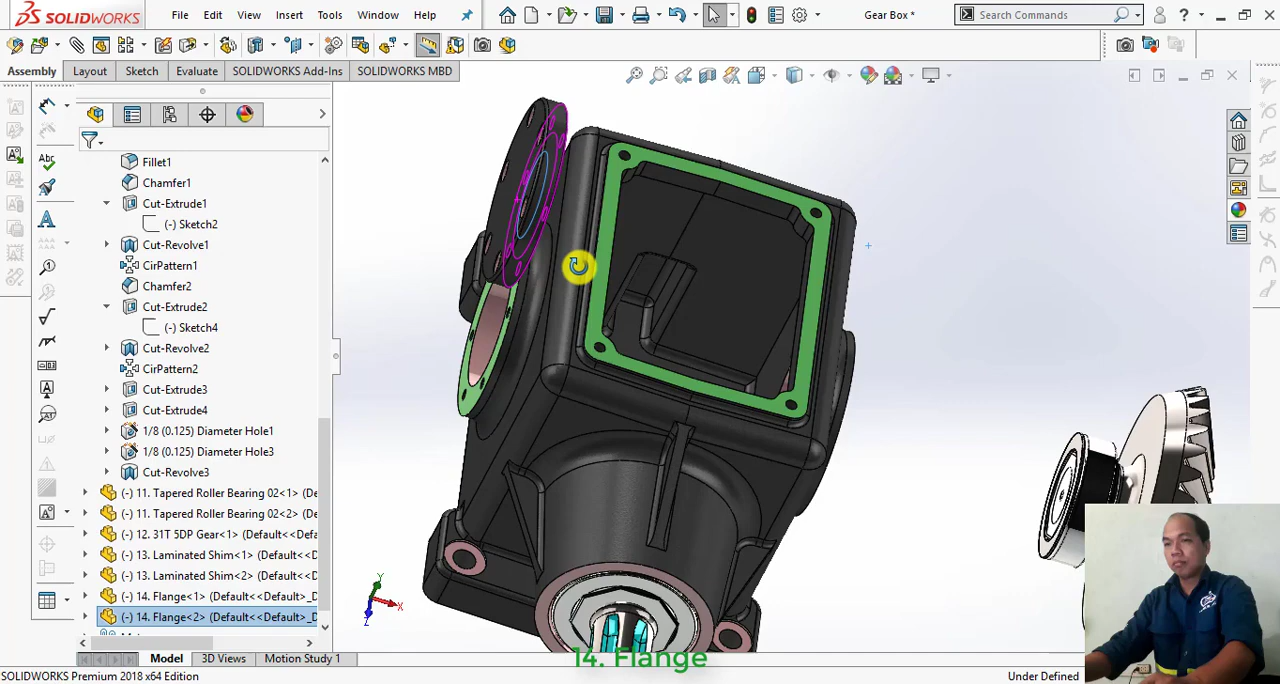 SOLIDWORKS
File Edit View Insert Tools Window Help
Gear Box *
Search Commands
Assembly Layout Sketch Evaluate SOLIDWORKS Add-Ins SOLIDWORKS MBD
Fillet1
Chamfer1
Cut-Extrude1
(-) Sketch2
Cut-Revolve1
CirPattern1
Chamfer2
Cut-Extrude2
(-) Sketch4
Cut-Revolve2
CirPattern2
Cut-Extrude3
Cut-Extrude4
1/8 (0.125) Diameter Hole1
1/8 (0.125) Diameter Hole3
Cut-Revolve3
(-) 11. Tapered Roller Bearing 02<1> (De
(-) 11. Tapered Roller Bearing 02<2> (De
(-) 12. 31T 5DP Gear<1> (Default<<Def
(-) 13. Laminated Shim<1> (Default<<D
(-) 13. Laminated Shim<2> (Default<<D
(-) 14. Flange<1> (Default<<Default>_D
(-) 14. Flange<2> (Default<<Default>_D
Y
X
Z
14. Flange
Model 3D Views Motion Study 1
SOLIDWORKS Premium 2018 x64 Edition
Under Defined